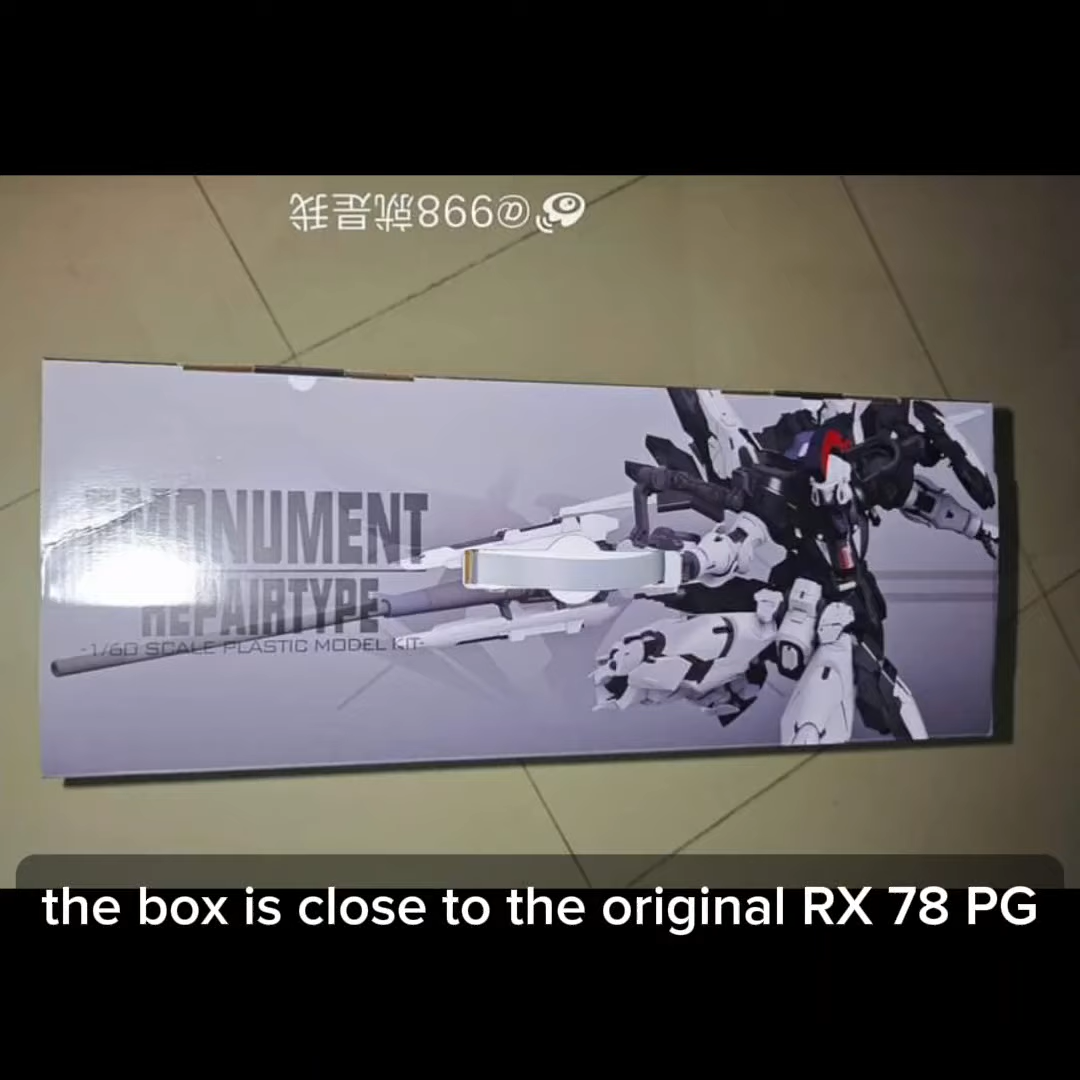 @998就是我
MONUMENT
REPAIRTYPE
-1/60 SCALE PLASTIC MODEL KIT-
the box is close to the original RX 78 PG